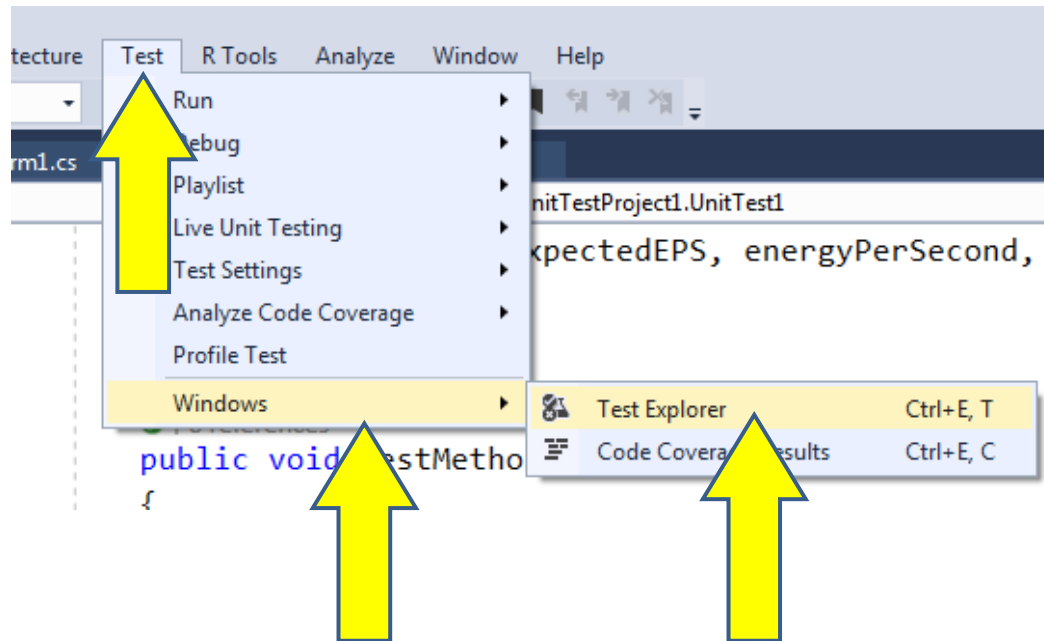 tecture Test R Tools Analyze Window Help
Run
Debug
rm1.cs
Playlist
nitTestProject1.UnitTest1
Live Unit Testing
xpectedEPS, energyPerSecond,
Test Settings
Analyze Code Coverage
Profile Test
Windows
Test Explorer Ctrl+E, T
public void estMetho
Code Covera esults Ctrl+E, C
{